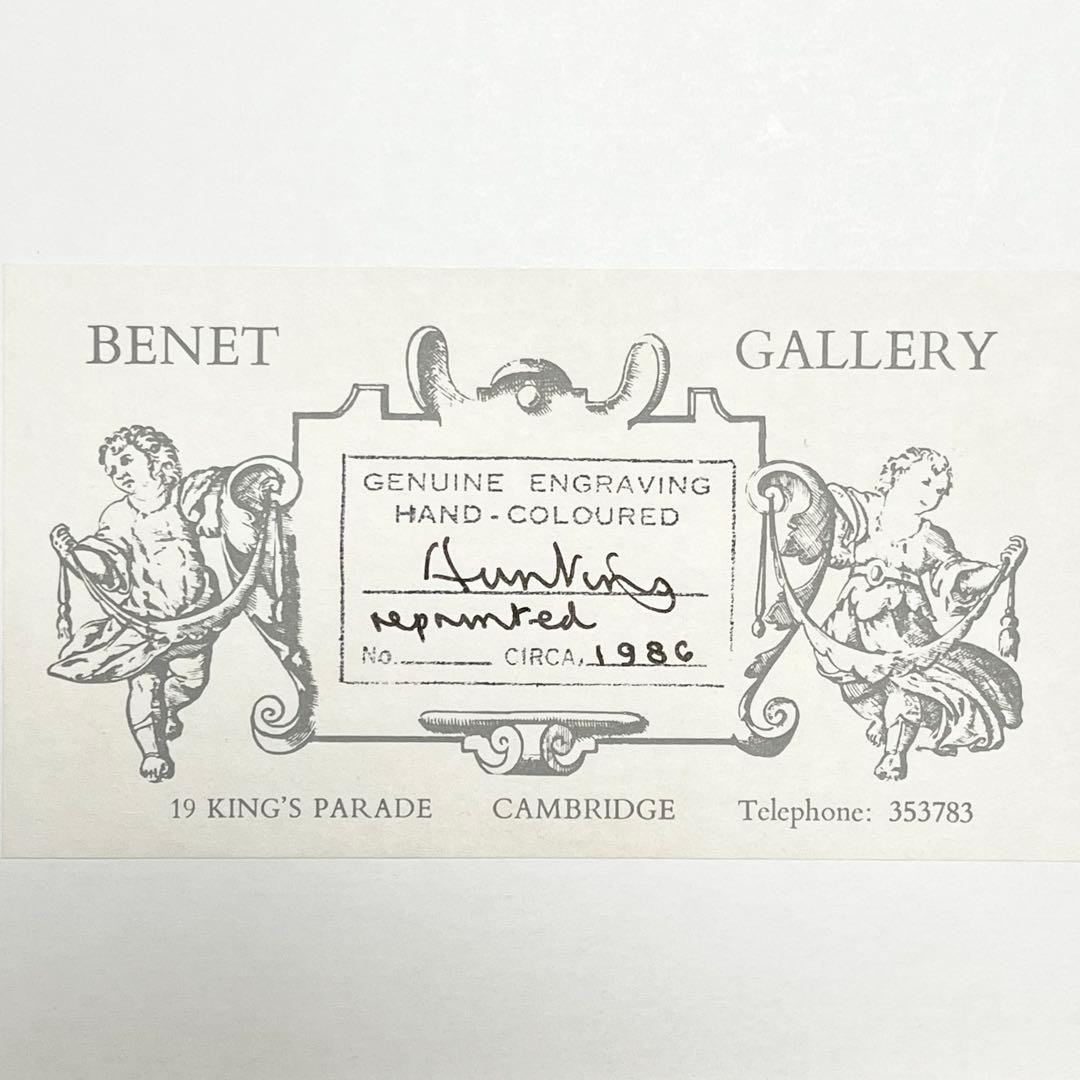 BENET GALLERY
GENUINE ENGRAVING
HAND-COLOURED
Hunting
reprinted
No. CIRCA, 1986
19 KING'S PARADE CAMBRIDGE Telephone: 353783